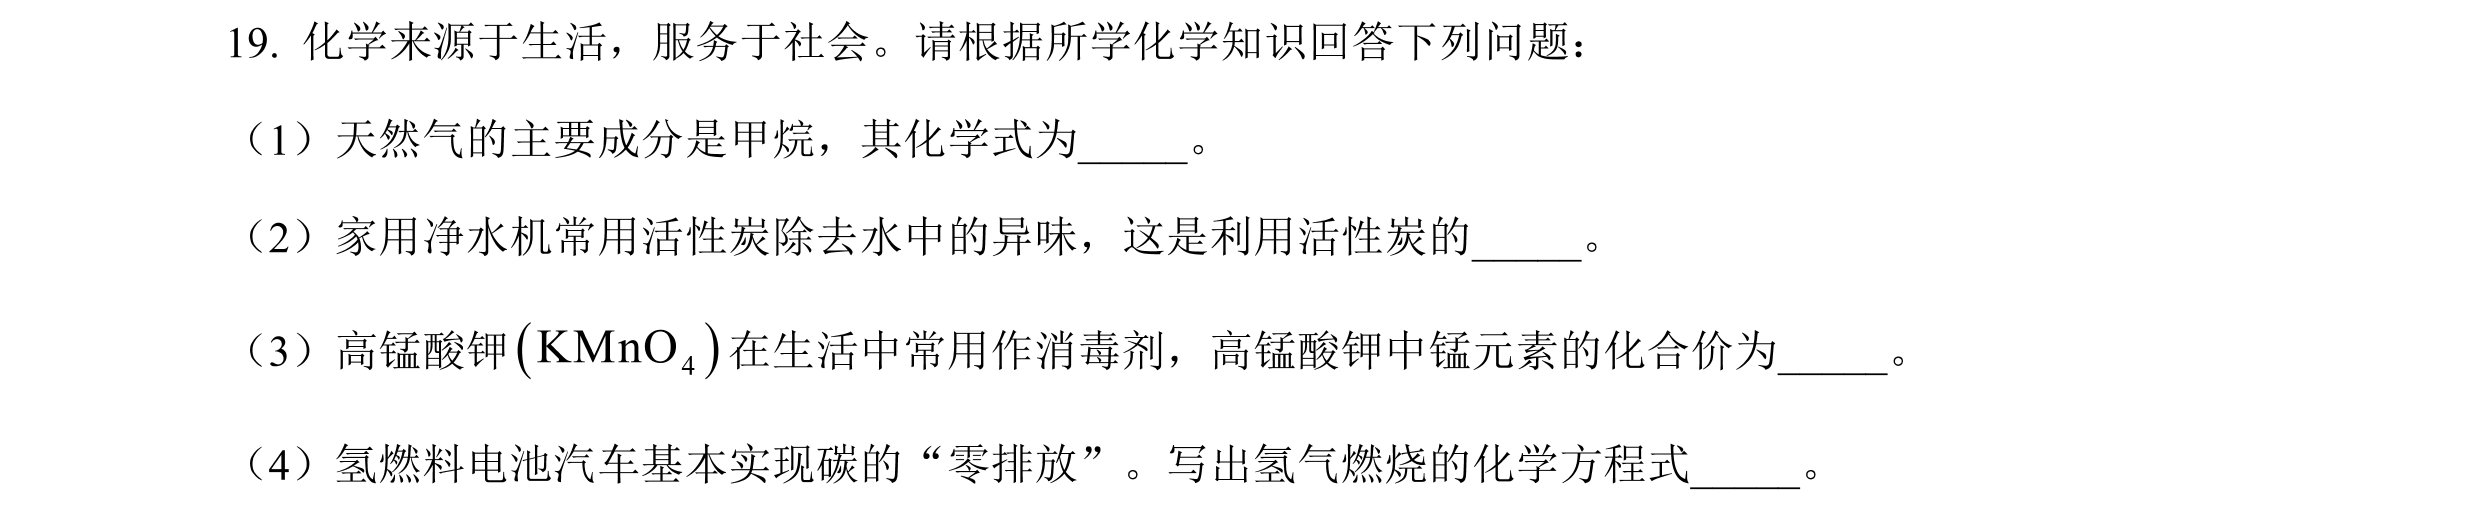 19. 化学来源于生活，服务于社会。请根据所学化学知识回答下列问题：
（1）天然气的主要成分是甲烷，其化学式为_____。
（2）家用净水机常用活性炭除去水中的异味，这是利用活性炭的_____。
（3）高锰酸钾(KMnO₄)在生活中常用作消毒剂，高锰酸钾中锰元素的化合价为_____。
（4）氢燃料电池汽车基本实现碳的“零排放”。写出氢气燃烧的化学方程式_____。